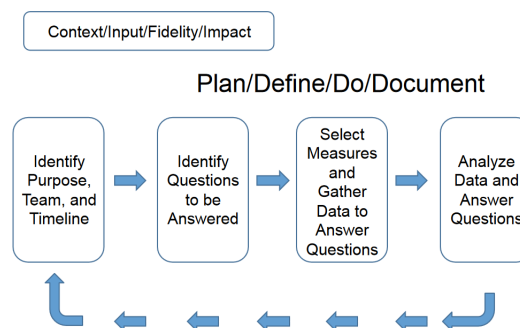 Context/Input/Fidelity/Impact
Plan/Define/Do/Document
Identify
Purpose,
Team, and
Timeline
Identify
Questions
to be
Answered
Select
Measures
and
Gather
Data to
Answer
Questions
Analyze
Data and
Answer
Questions